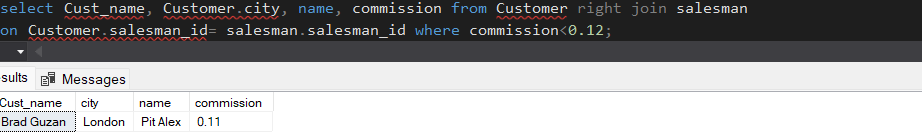 select Cust_name, Customer.city, name, commission from Customer right join salesman
on Customer.salesman_id= salesman.salesman_id where commission<0.12;
sults Messages
Cust_name city name commission
Brad Guzan London Pit Alex 0.11